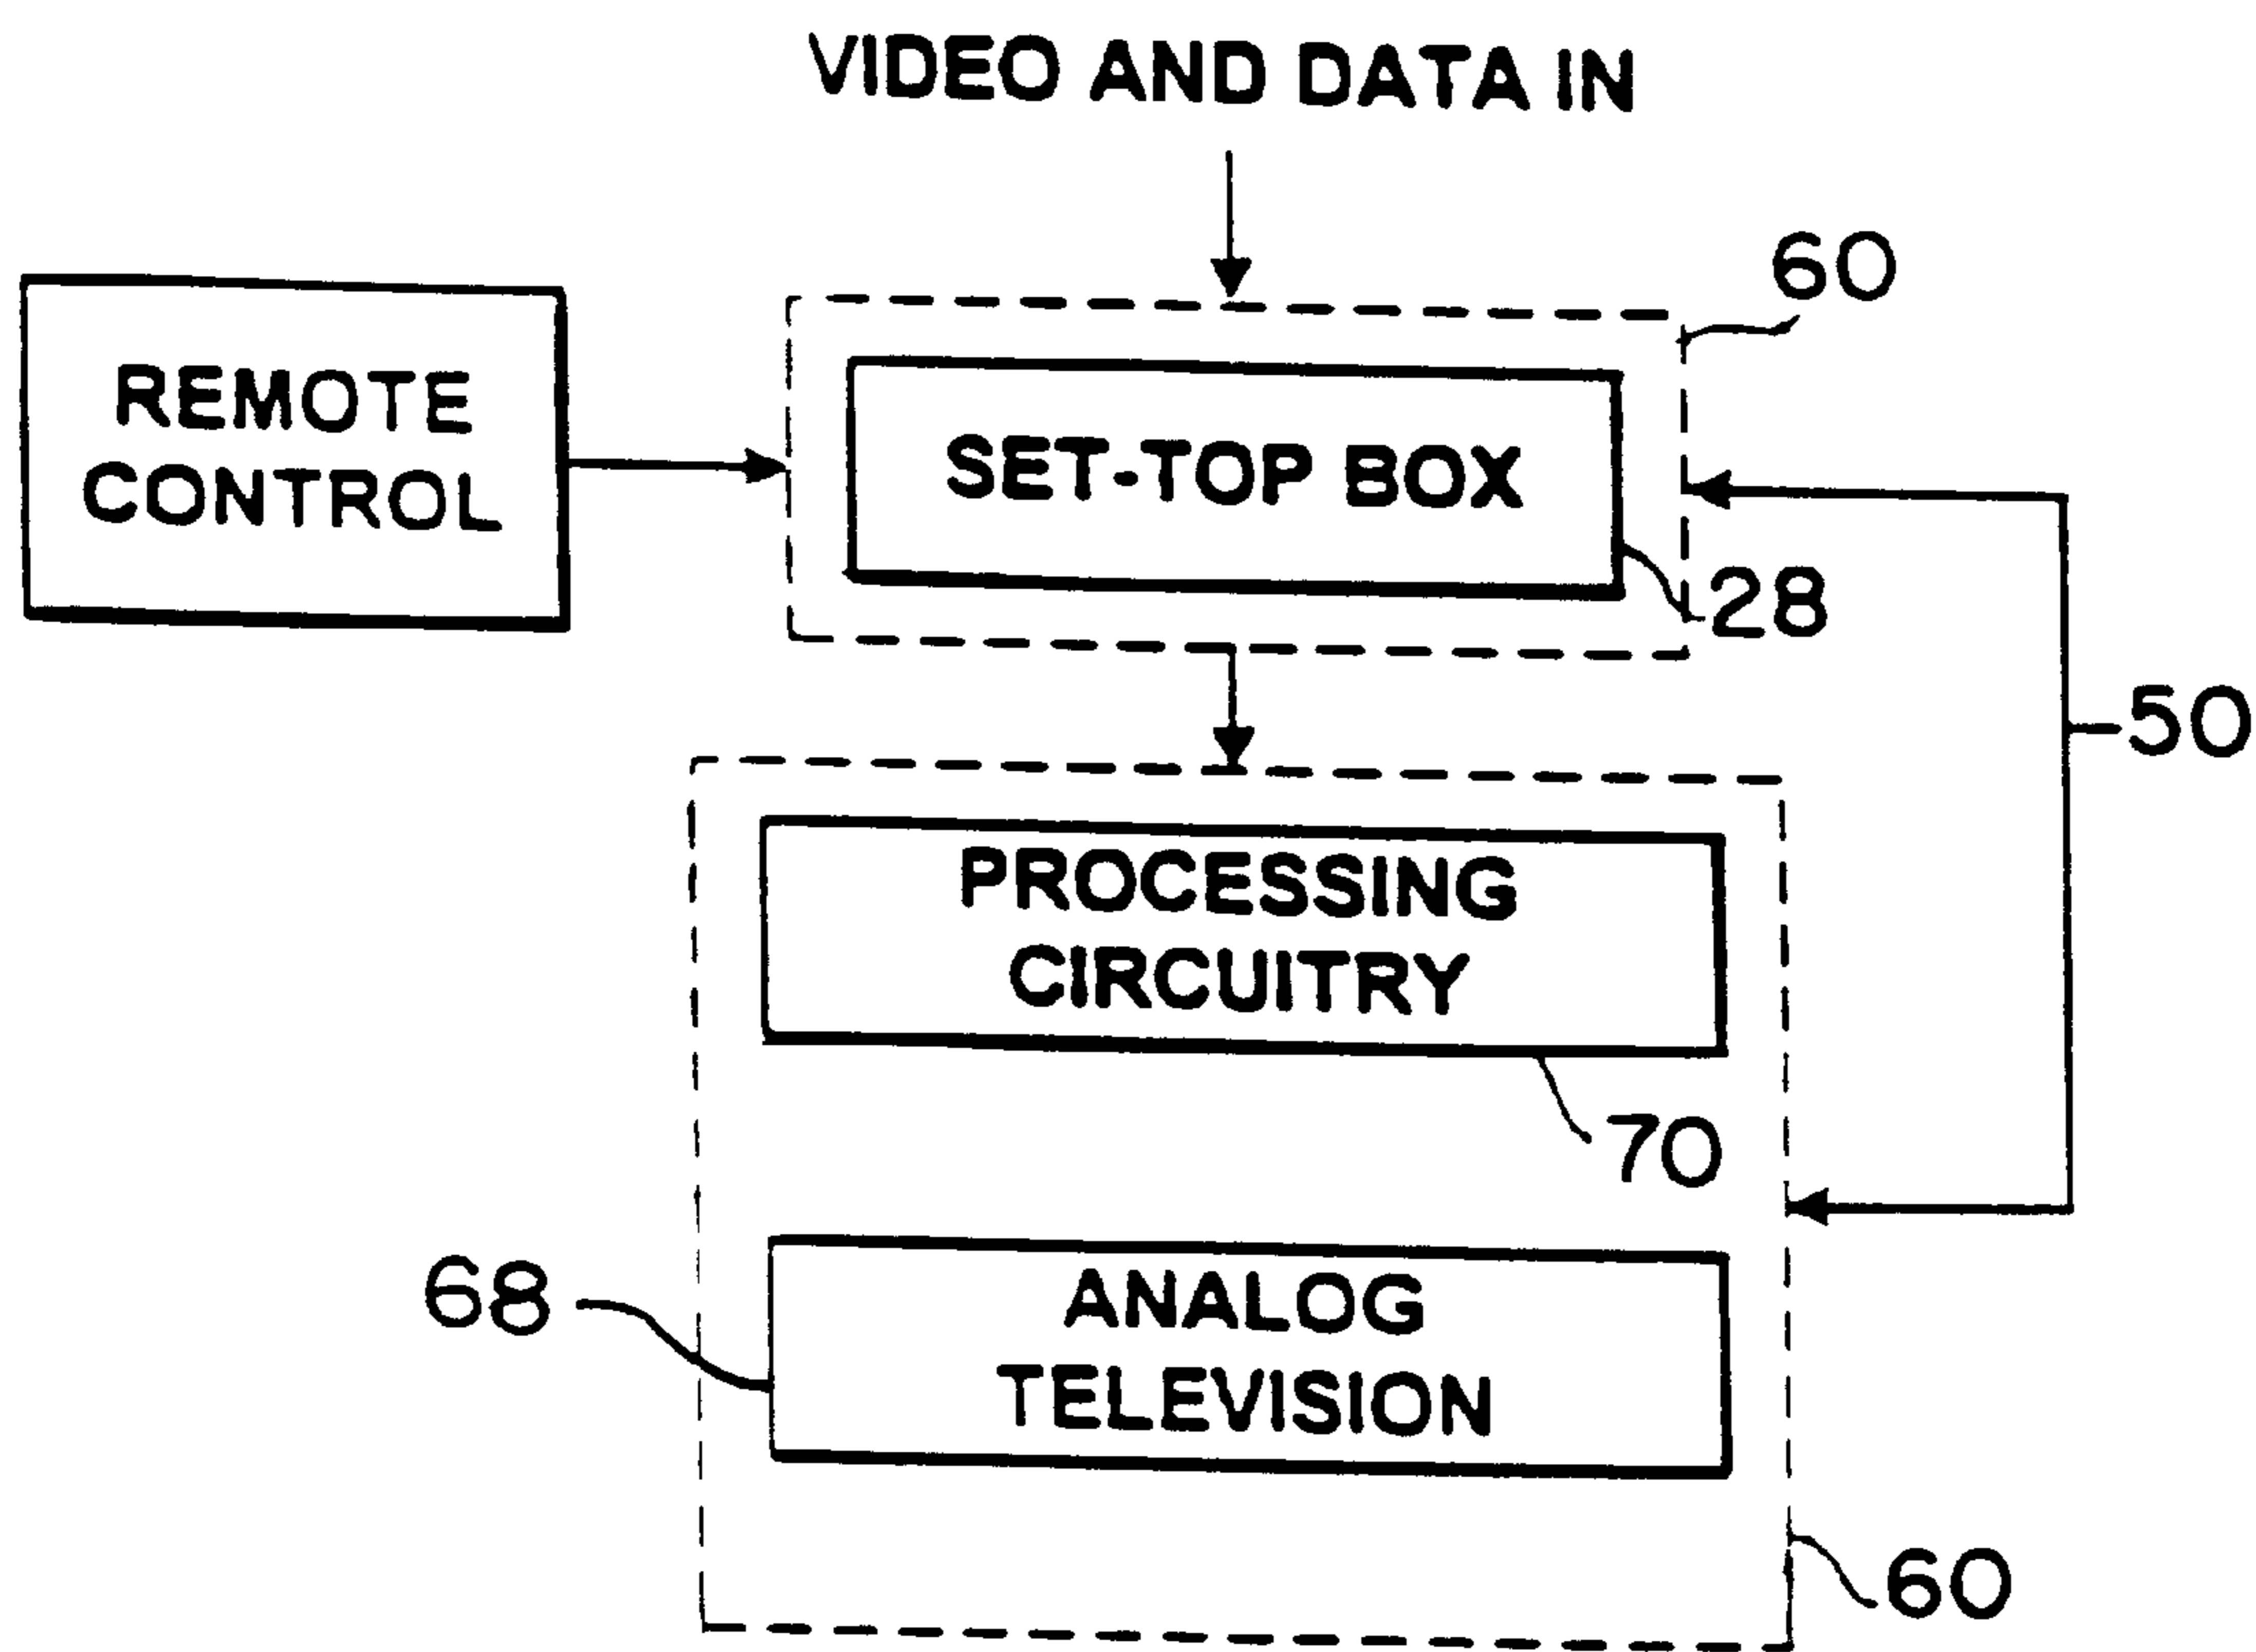 VIDEO AND DATA IN
60
REMOTE
CONTROL
SET-TOP BOX
28
50
PROCESSING
CIRCUITRY
70
68
ANALOG
TELEVISION
60